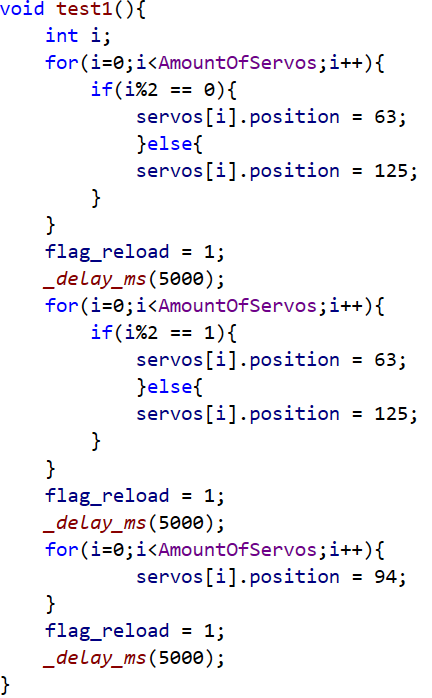 void test1(){
    int i;
    for(i=0;i<AmountOfServos;i++){
        if(i%2 == 0){
            servos[i].position = 63;
            }else{
            servos[i].position = 125;
        }
    }
    flag_reload = 1;
    _delay_ms(5000);
    for(i=0;i<AmountOfServos;i++){
        if(i%2 == 1){
            servos[i].position = 63;
            }else{
            servos[i].position = 125;
        }
    }
    flag_reload = 1;
    _delay_ms(5000);
    for(i=0;i<AmountOfServos;i++){
            servos[i].position = 94;
    }
    flag_reload = 1;
    _delay_ms(5000);
}